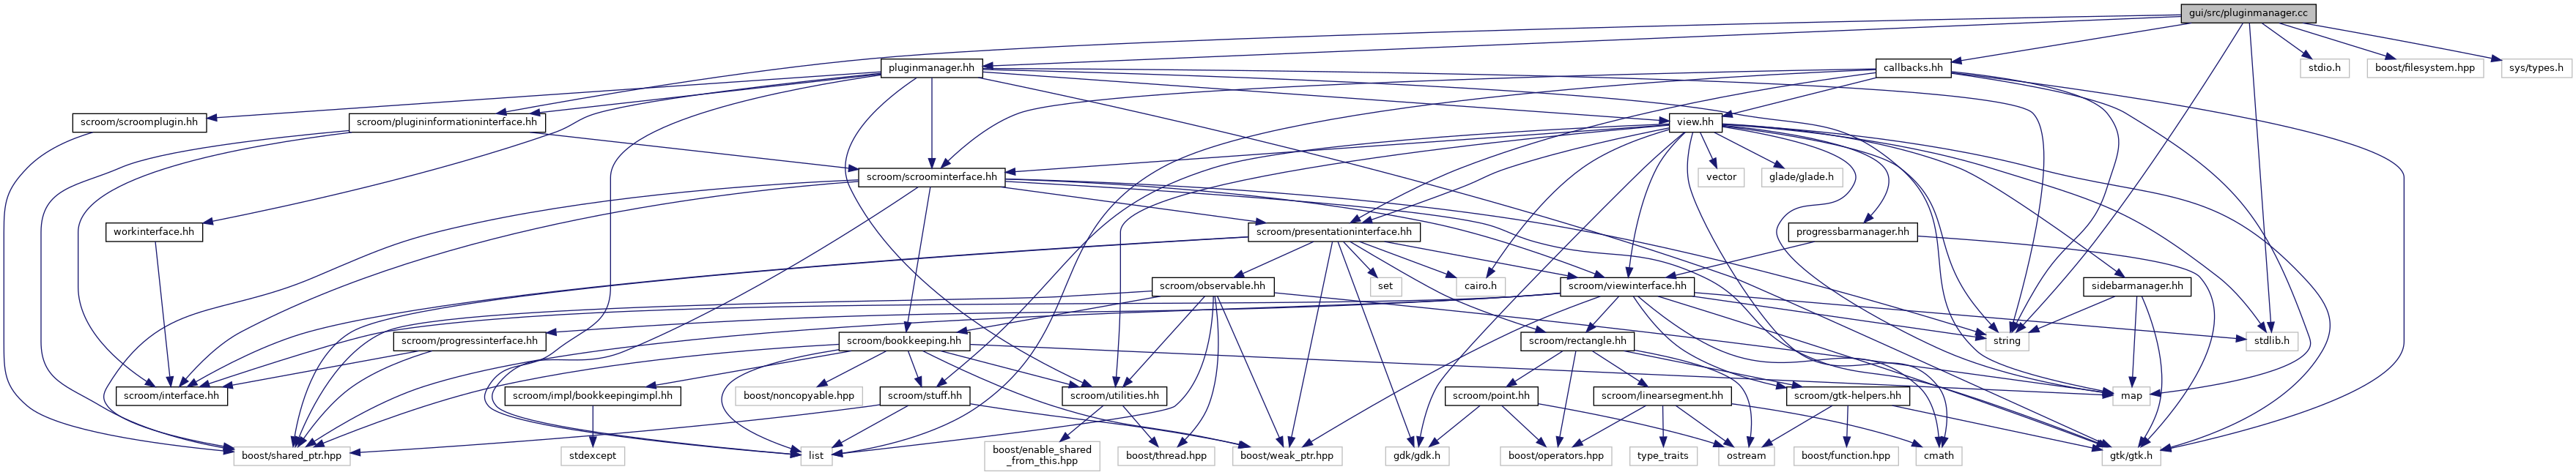 gui/src/pluginmanager.cc
pluginmanager.hh
callbacks.hh
stdio.h
boost/filesystem.hpp
sys/types.h
scroom/scroomplugin.hh
scroom/plugininformationinterface.hh
view.hh
scroom/scroominterface.hh
vector
glade/glade.h
workinterface.hh
scroom/presentationinterface.hh
progressbarmanager.hh
scroom/observable.hh
set
cairo.h
scroom/viewinterface.hh
sidebarmanager.hh
scroom/progressinterface.hh
scroom/bookkeeping.hh
scroom/rectangle.hh
string
stdlib.h
scroom/interface.hh
scroom/impl/bookkeepingimpl.hh
boost/noncopyable.hpp
scroom/stuff.hh
scroom/utilities.hh
scroom/point.hh
scroom/linearsegment.hh
scroom/gtk-helpers.hh
map
boost/shared_ptr.hpp
stdexcept
list
boost/enable_shared
_from_this.hpp
boost/thread.hpp
boost/weak_ptr.hpp
gdk/gdk.h
boost/operators.hpp
type_traits
ostream
boost/function.hpp
cmath
gtk/gtk.h